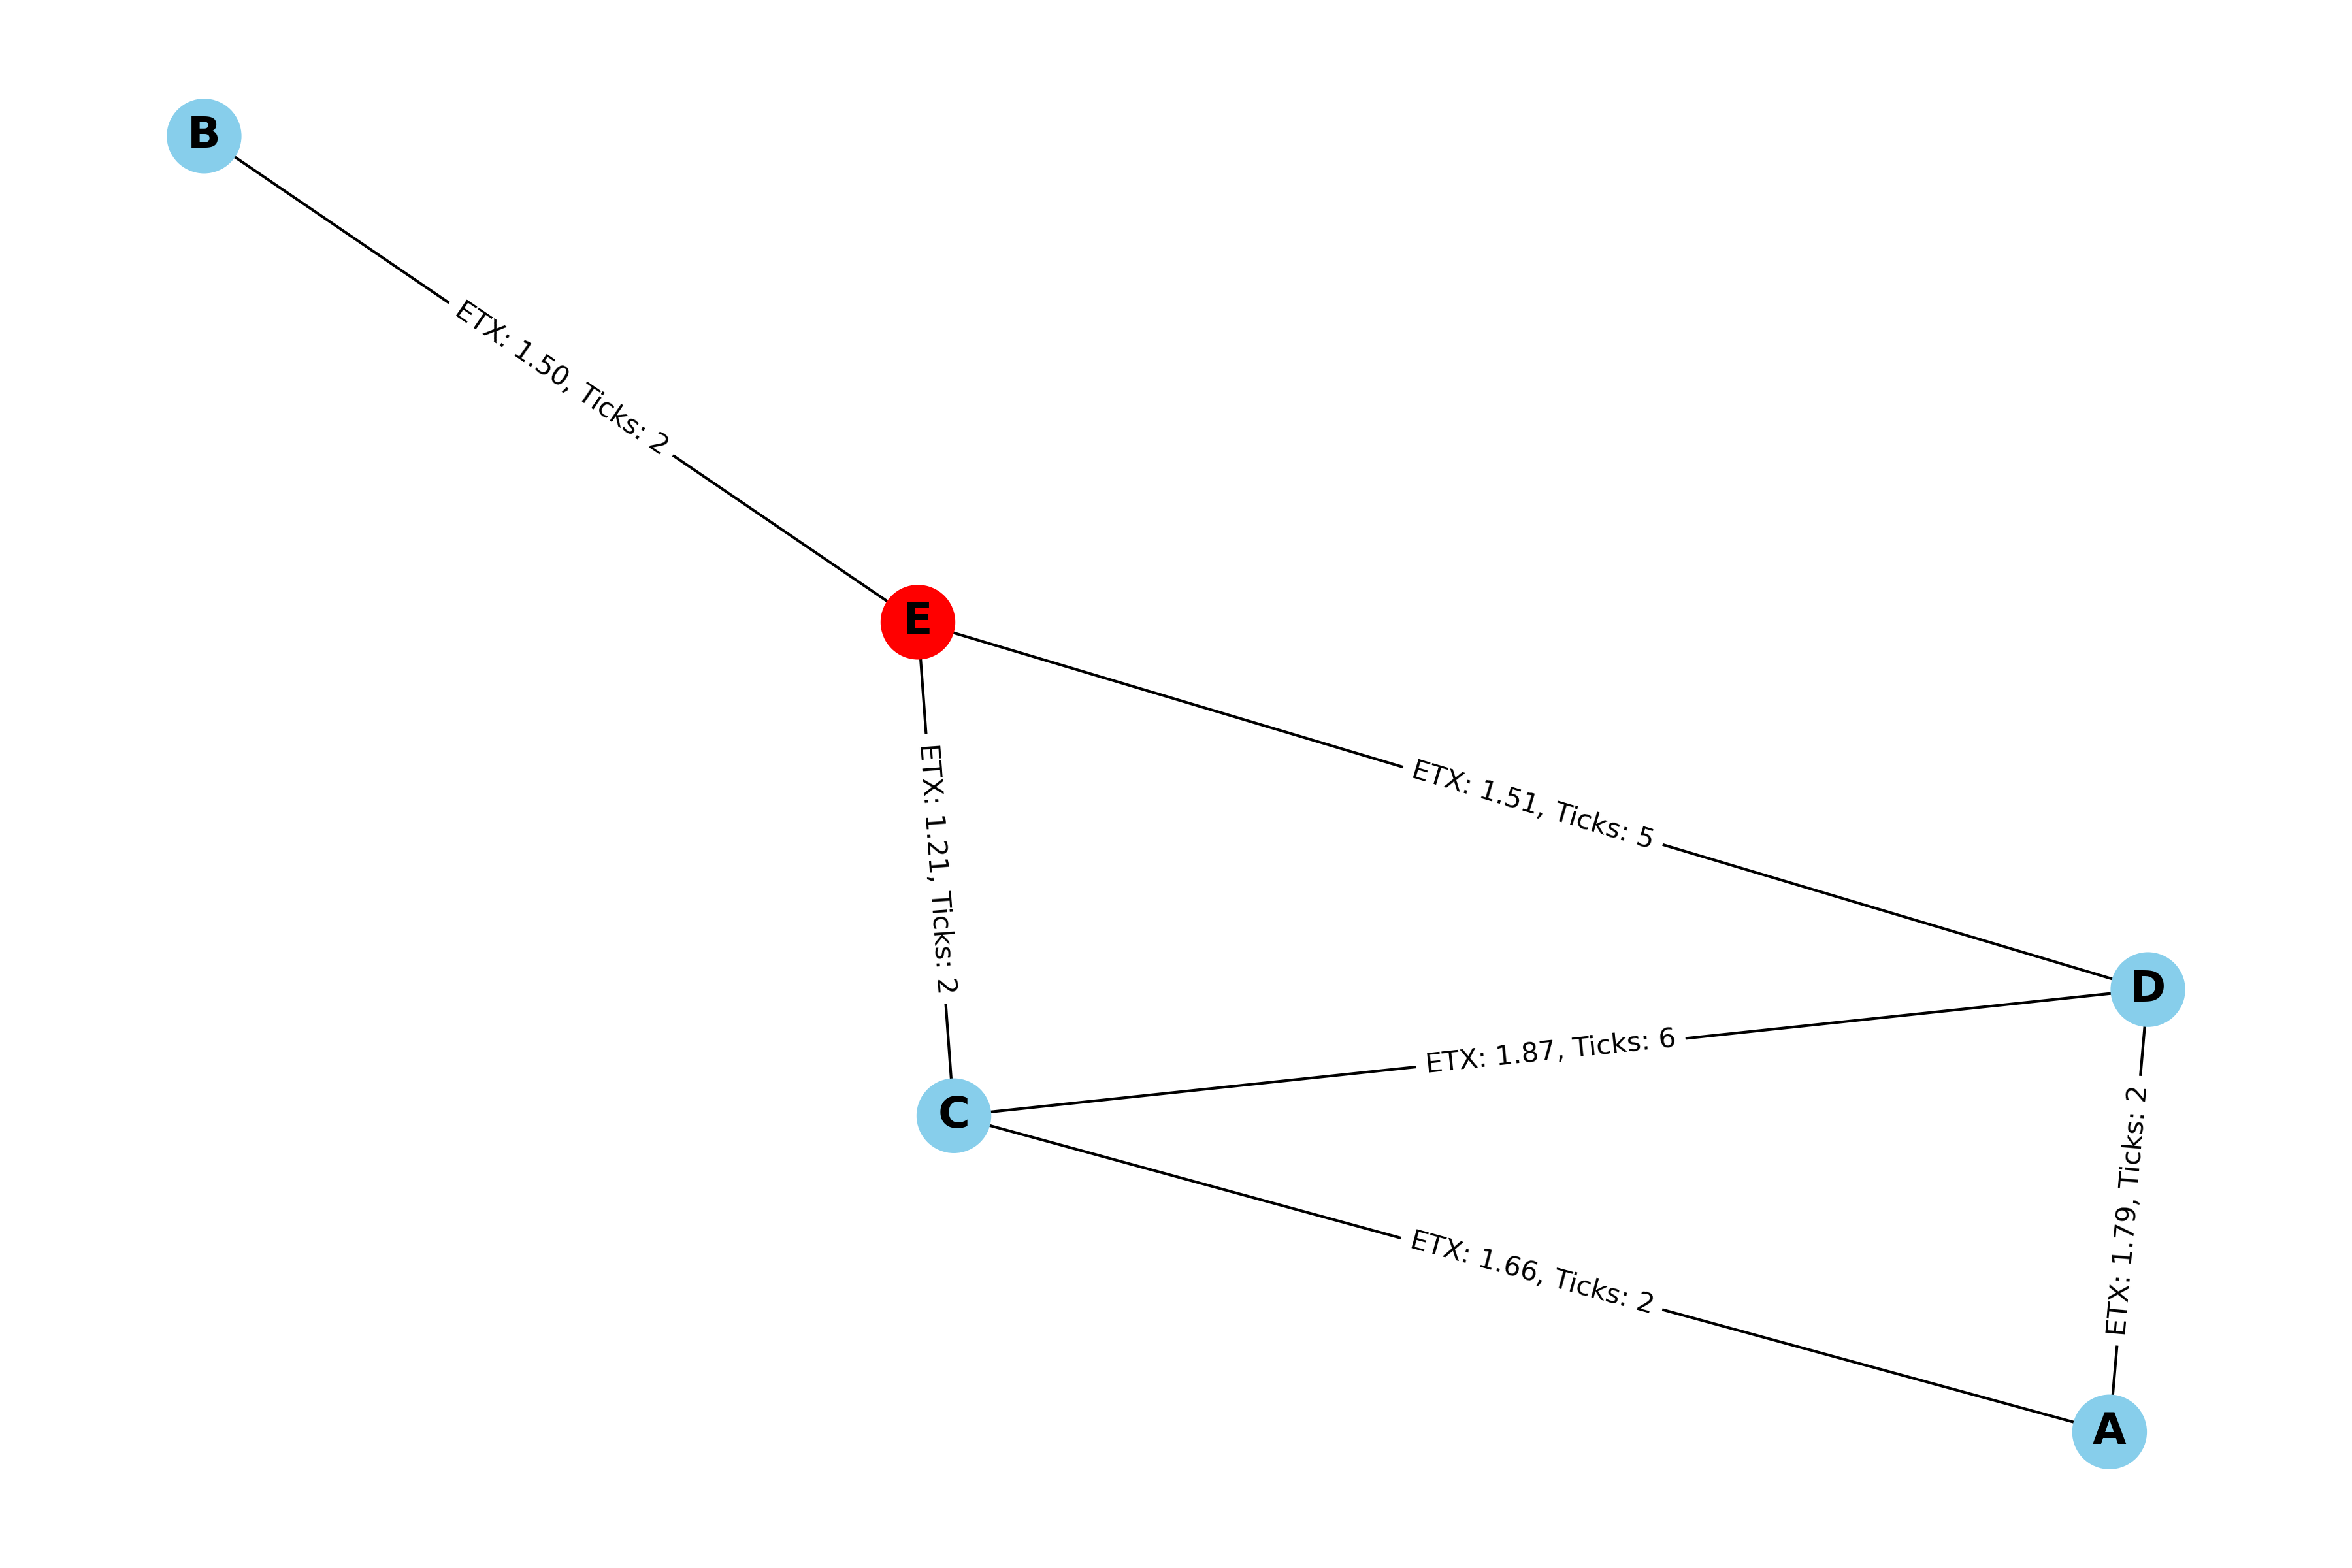 B
ETX: 1.50, Ticks: 2
E
ETX: 1.51, Ticks: 5
ETX: 1.21, Ticks: 2
D
ETX: 1.87, Ticks: 6
C
ETX: 1.79, Ticks: 2
ETX: 1.66, Ticks: 2
A